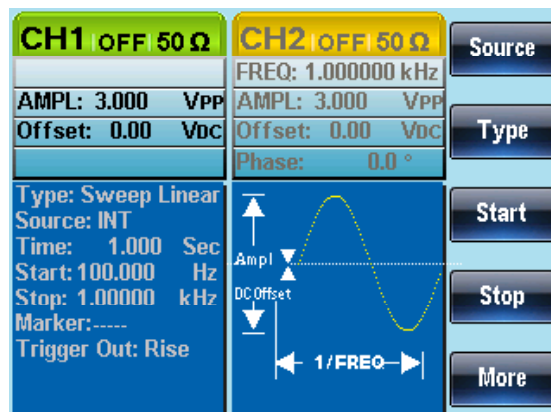 CH1 OFF 50 Ω
AMPL: 3.000 VPP
Offset: 0.00 VDC
CH2 OFF 50 Ω
FREQ: 1.000000 kHz
AMPL: 3.000 VPP
Offset: 0.00 VDC
Phase: 0.0 °
Type: Sweep Linear
Source: INT
Time: 1.000 Sec
Start: 100.000 Hz
Stop: 1.00000 kHz
Marker:-----
Trigger Out: Rise
Ampl
DC Offset
1/FREQ
Source
Type
Start
Stop
More